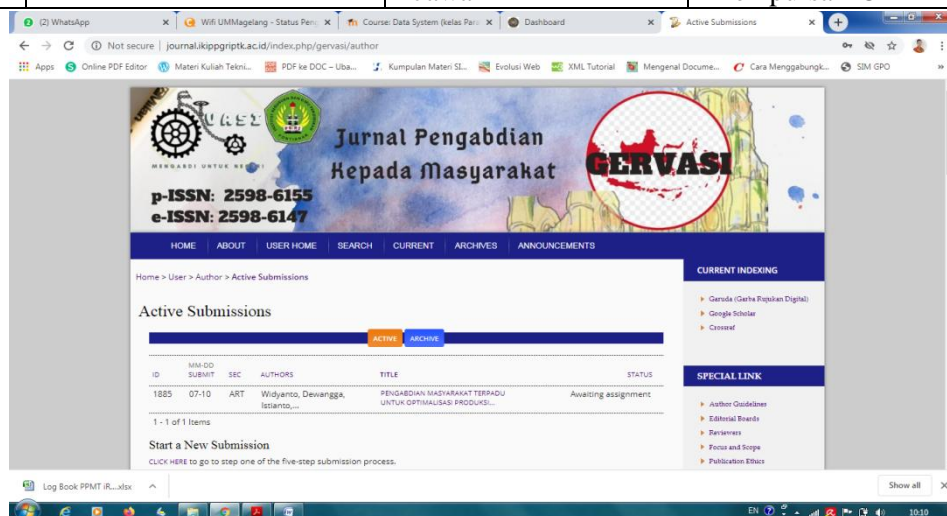 (2) WhatsApp
Wifi UMMagelang - Status Peng
Course: Data System (kelas Para
Dashboard
Active Submissions
Not secure | journal.ikippgriptk.ac.id/index.php/gervasi/author
Apps
Online PDF Editor
Materi Kuliah Tekni...
PDF ke DOC – Uba...
Kumpulan Materi SI...
Evolusi Web
XML Tutorial
Mengenal Docume...
Cara Menggabungk...
SIM GPO
»
MENGABDI UNTUK NEGERI
Jurnal Pengabdian
Kepada Masyarakat
GERVASI
p-ISSN: 2598-6155
e-ISSN: 2598-6147
HOME
ABOUT
USER HOME
SEARCH
CURRENT
ARCHIVES
ANNOUNCEMENTS
Home > User > Author > Active Submissions
Active Submissions
ACTIVE
ARCHIVE
MM-DD
ID SUBMIT SEC AUTHORS TITLE STATUS
1885 07-10 ART Widyanto, Dewangga, PENGABDIAN MASYARAKAT TERPADU Awaiting assignment
Istianto,... UNTUK OPTIMALISASI PRODUKSI...
1 - 1 of 1 Items
Start a New Submission
CLICK HERE to go to step one of the five-step submission process.
CURRENT INDEXING
Garuda (Garba Rujukan Digital)
Google Scholar
Crossref
SPECIAL LINK
Author Guidelines
Editorial Boards
Reviewers
Focus and Scope
Publication Ethics
Log Book PPMT iR....xlsx
Show all
EN
10:10